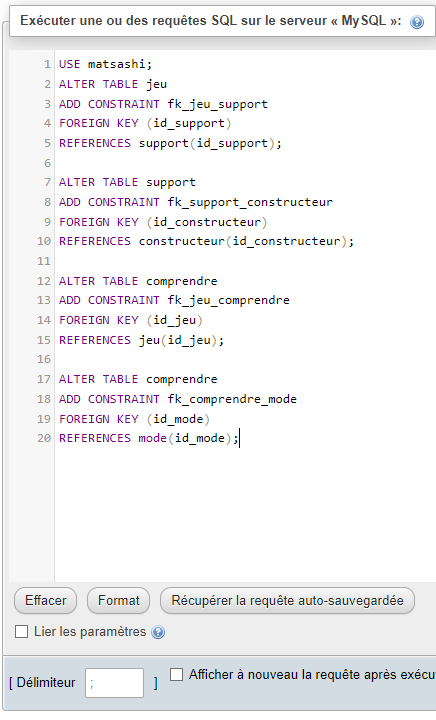 Exécuter une ou des requêtes SQL sur le serveur « MySQL »:
1 USE matsashi;
2 ALTER TABLE jeu
3 ADD CONSTRAINT fk_jeu_support
4 FOREIGN KEY (id_support)
5 REFERENCES support(id_support);
6
7 ALTER TABLE support
8 ADD CONSTRAINT fk_support_constructeur
9 FOREIGN KEY (id_constructeur)
10 REFERENCES constructeur(id_constructeur);
11
12 ALTER TABLE comprendre
13 ADD CONSTRAINT fk_jeu_comprendre
14 FOREIGN KEY (id_jeu)
15 REFERENCES jeu(id_jeu);
16
17 ALTER TABLE comprendre
18 ADD CONSTRAINT fk_comprendre_mode
19 FOREIGN KEY (id_mode)
20 REFERENCES mode(id_mode);
Effacer Format Récupérer la requête auto-sauvegardée
Lier les paramètres
[ Délimiteur ; ] Afficher à nouveau la requête après exécu